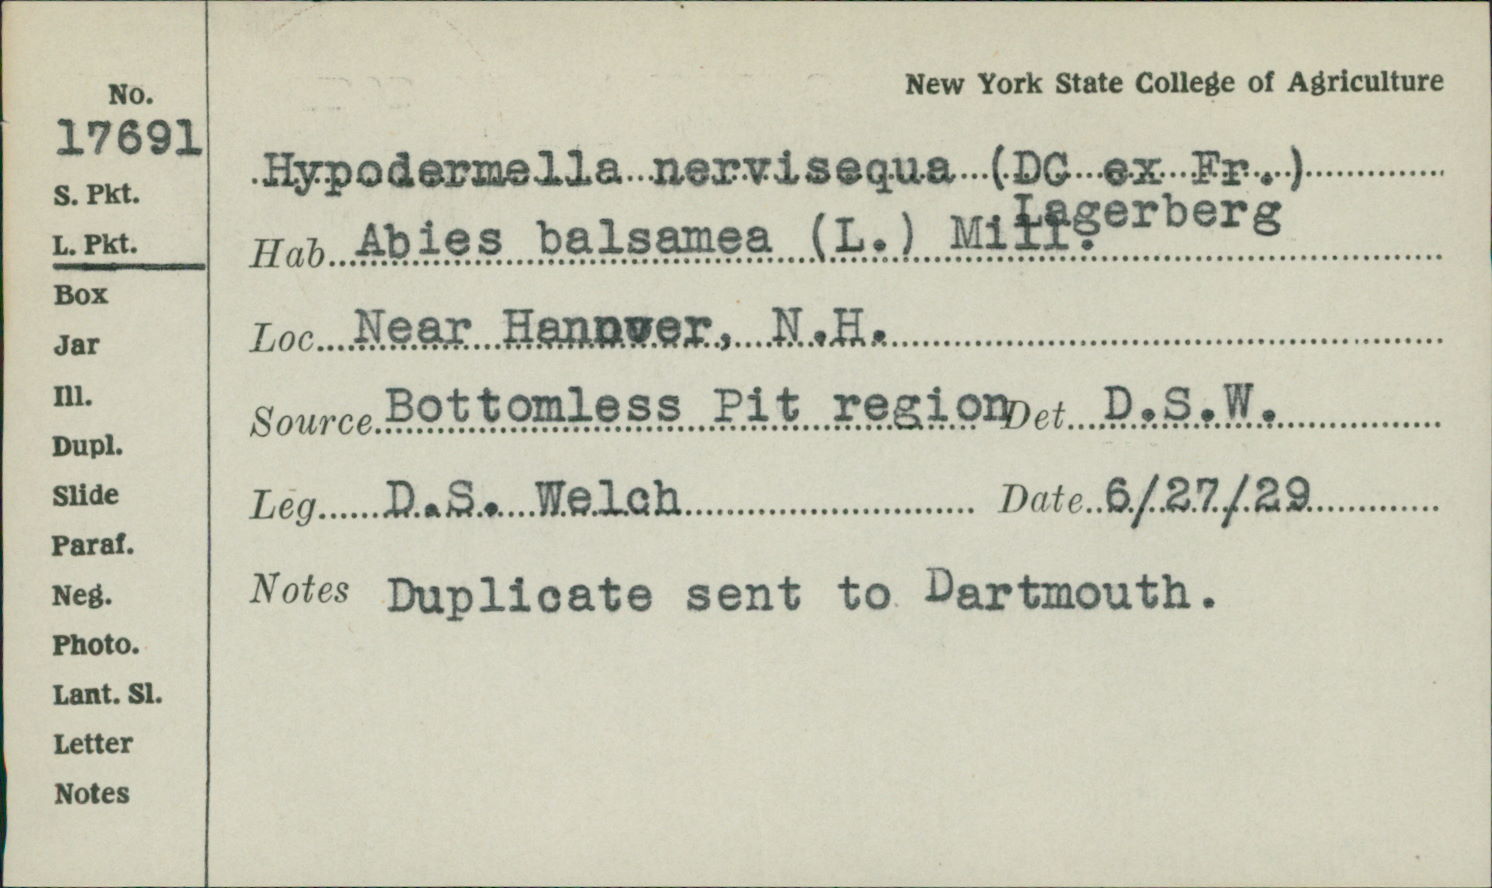 New York State College of Agriculture
No.
17691
S. Pkt.
L. Pkt.
Box
Jar
Ill.
Dupl.
Slide
Paraf.
Neg.
Photo.
Lant. Sl.
Letter
Notes
Hypodermella nervisequa (DC ex Fr.)
Lagerberg
Hab. Abies balsamea (L.) Mill.
Loc. Near Hannover, N.H.
Source Bottomless Pit region Det. D.S.W.
Leg. D.S. Welch Date 6/27/29
Notes Duplicate sent to Dartmouth.